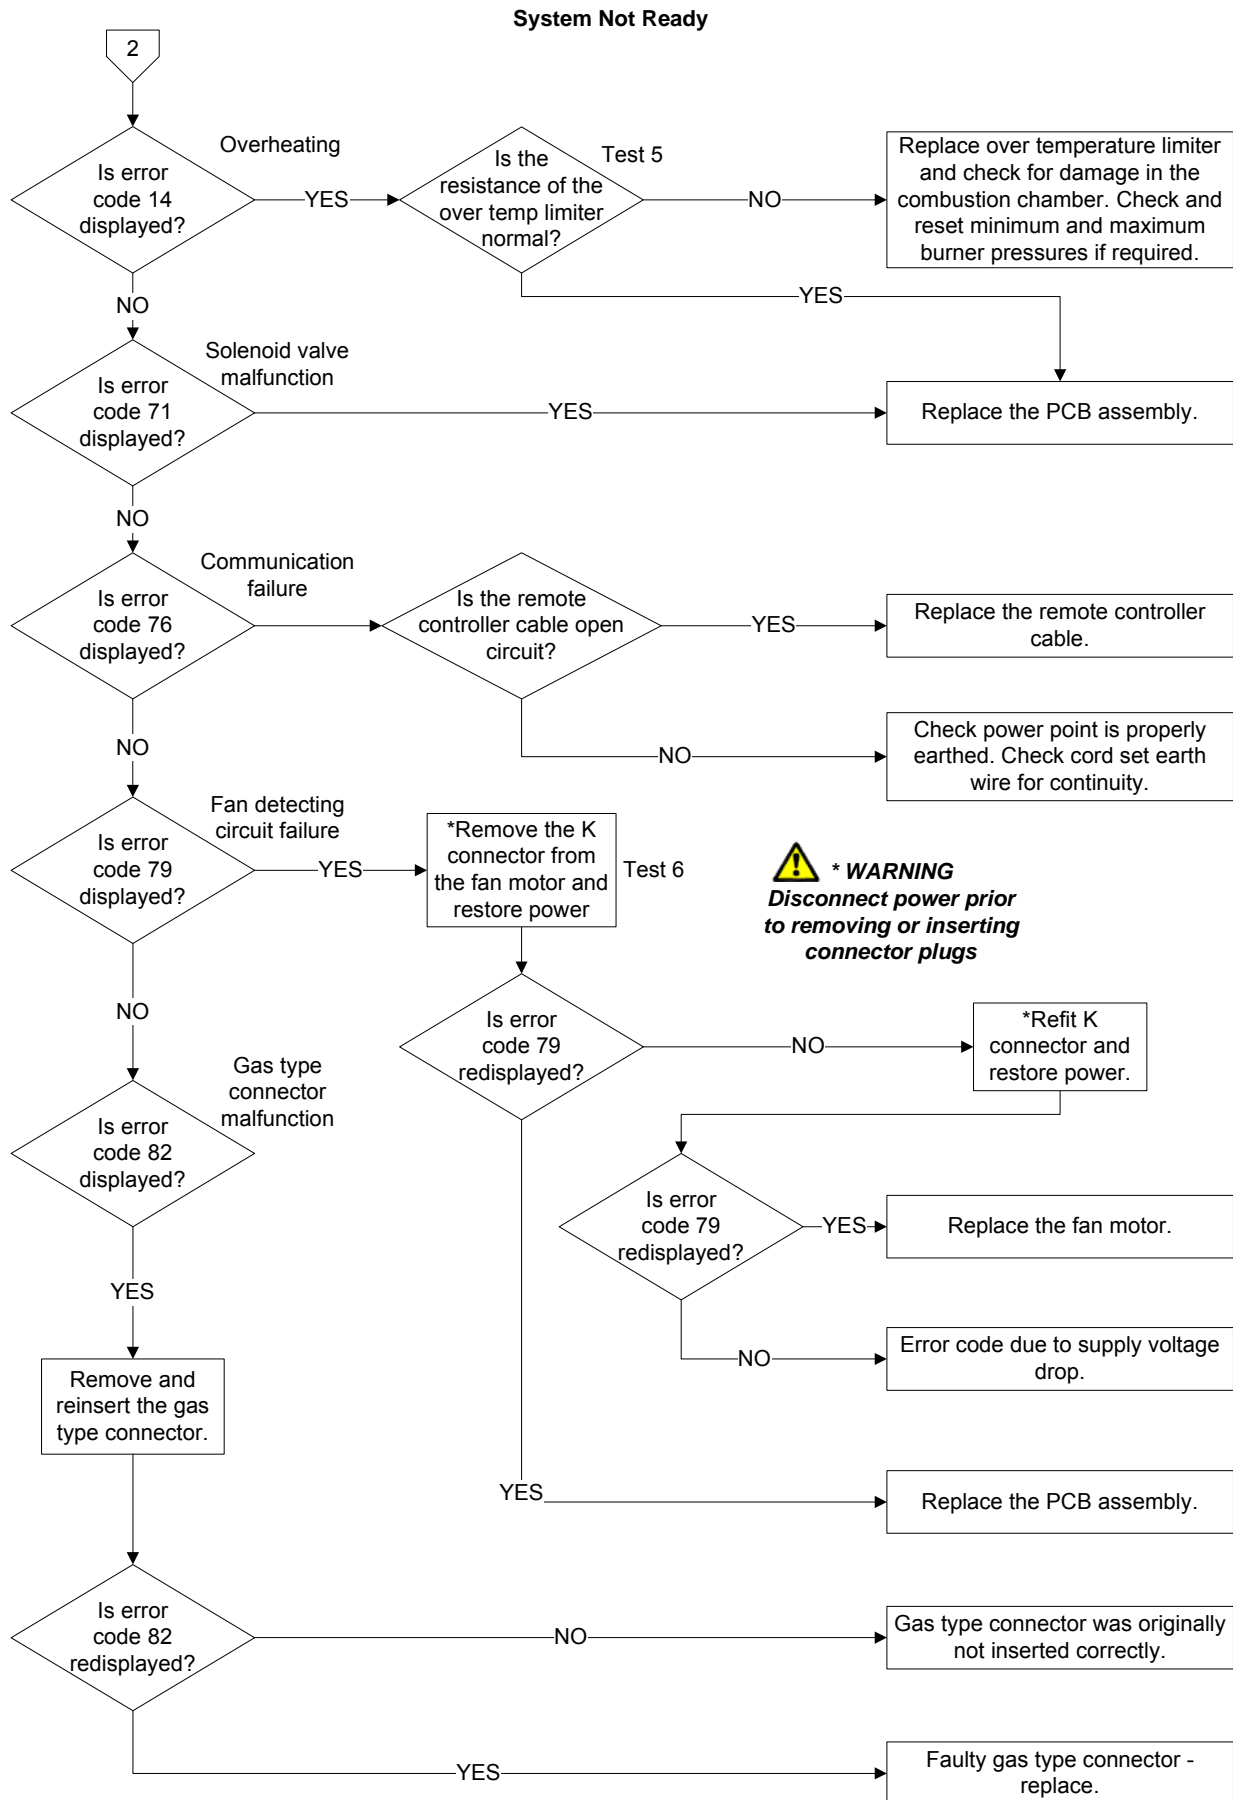 System Not Ready
2
Is error
code 14
displayed?
Overheating
YES
Is the
resistance of the
over temp limiter
normal?
Test 5
NO
Replace over temperature limiter
and check for damage in the
combustion chamber. Check and
reset minimum and maximum
burner pressures if required.
YES
NO
Is error
code 71
displayed?
Solenoid valve
malfunction
YES
Replace the PCB assembly.
NO
Is error
code 76
displayed?
Communication
failure
Is the remote
controller cable open
circuit?
YES
Replace the remote controller
cable.
NO
Check power point is properly
earthed. Check cord set earth
wire for continuity.
NO
Is error
code 79
displayed?
Fan detecting
circuit failure
YES
*Remove the K
connector from
the fan motor and
restore power
Test 6
* WARNING
Disconnect power prior
to removing or inserting
connector plugs
NO
Is error
code 79
redisplayed?
NO
*Refit K
connector and
restore power.
Is error
code 82
displayed?
Gas type
connector
malfunction
Is error
code 79
redisplayed?
YES
Replace the fan motor.
NO
Error code due to supply voltage
drop.
YES
Remove and
reinsert the gas
type connector.
YES
Replace the PCB assembly.
Is error
code 82
redisplayed?
NO
Gas type connector was originally
not inserted correctly.
YES
Faulty gas type connector -
replace.